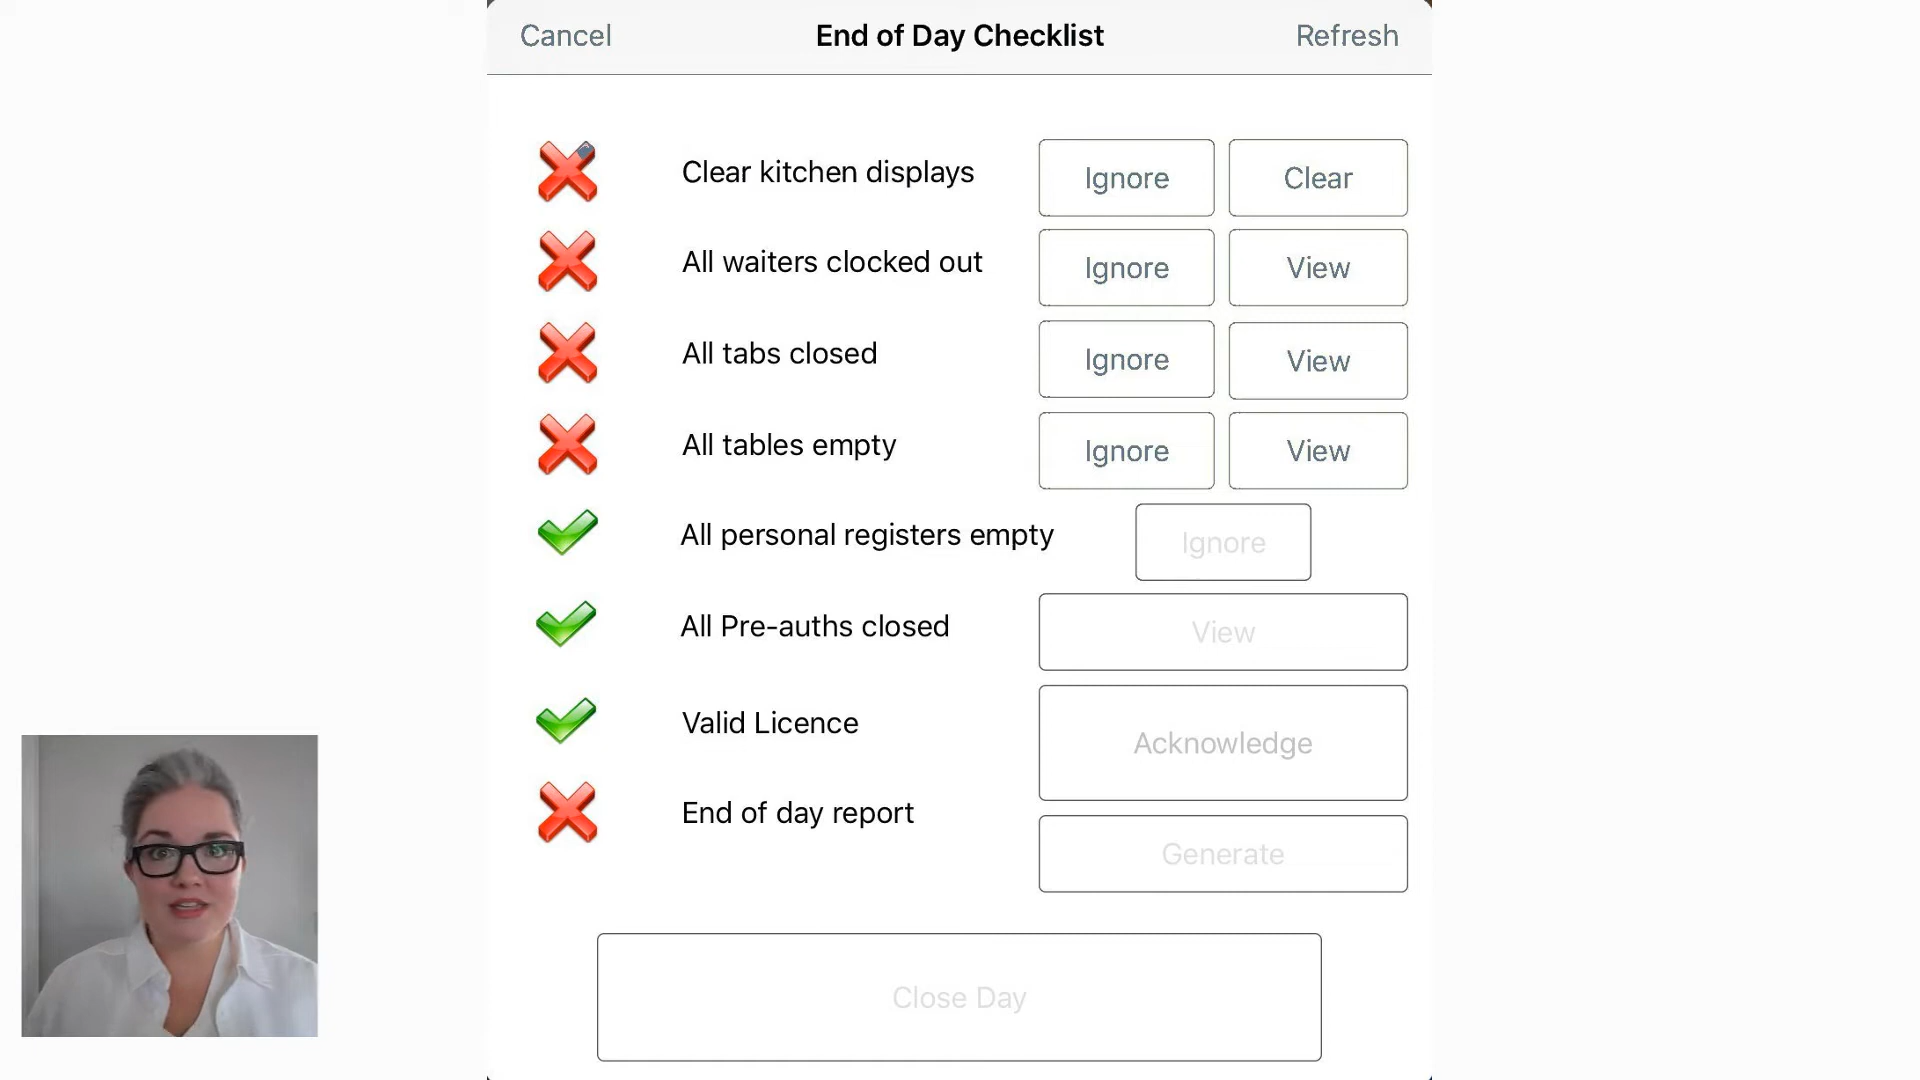 Cancel End of Day Checklist Refresh
Clear kitchen displays Ignore Clear
All waiters clocked out Ignore View
All tabs closed Ignore View
All tables empty Ignore View
All personal registers empty Ignore
All Pre-auths closed View
Valid Licence Acknowledge
End of day report Generate
Close Day